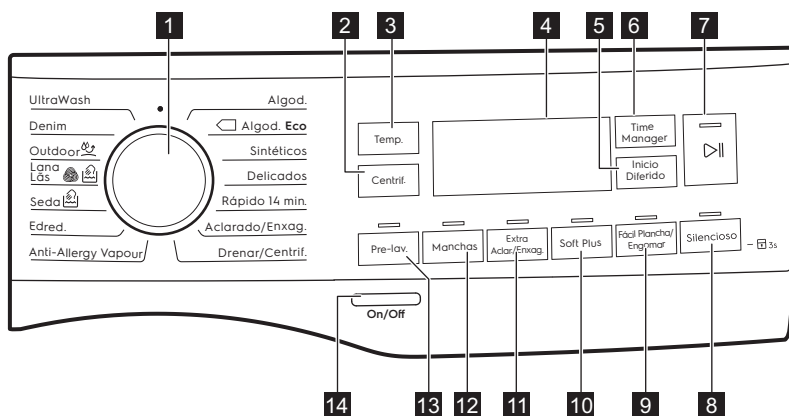 1
2
3
4
5
6
7
UltraWash
Denim
Outdoor
Lana
Lãs
Seda
Edred.
Anti-Allergy Vapour
Algod.
Algod. Eco
Sintéticos
Delicados
Rápido 14 min.
Aclarado/Enxag.
Drenar/Centrif.
Temp.
Centrif.
Time
Manager
Inicio
Diferido
Pre-lav.
Manchas
Extra
Aclar./Enxag.
Soft Plus
Fácil Plancha/
Engomar
Silencioso
3s
On/Off
14
13
12
11
10
9
8